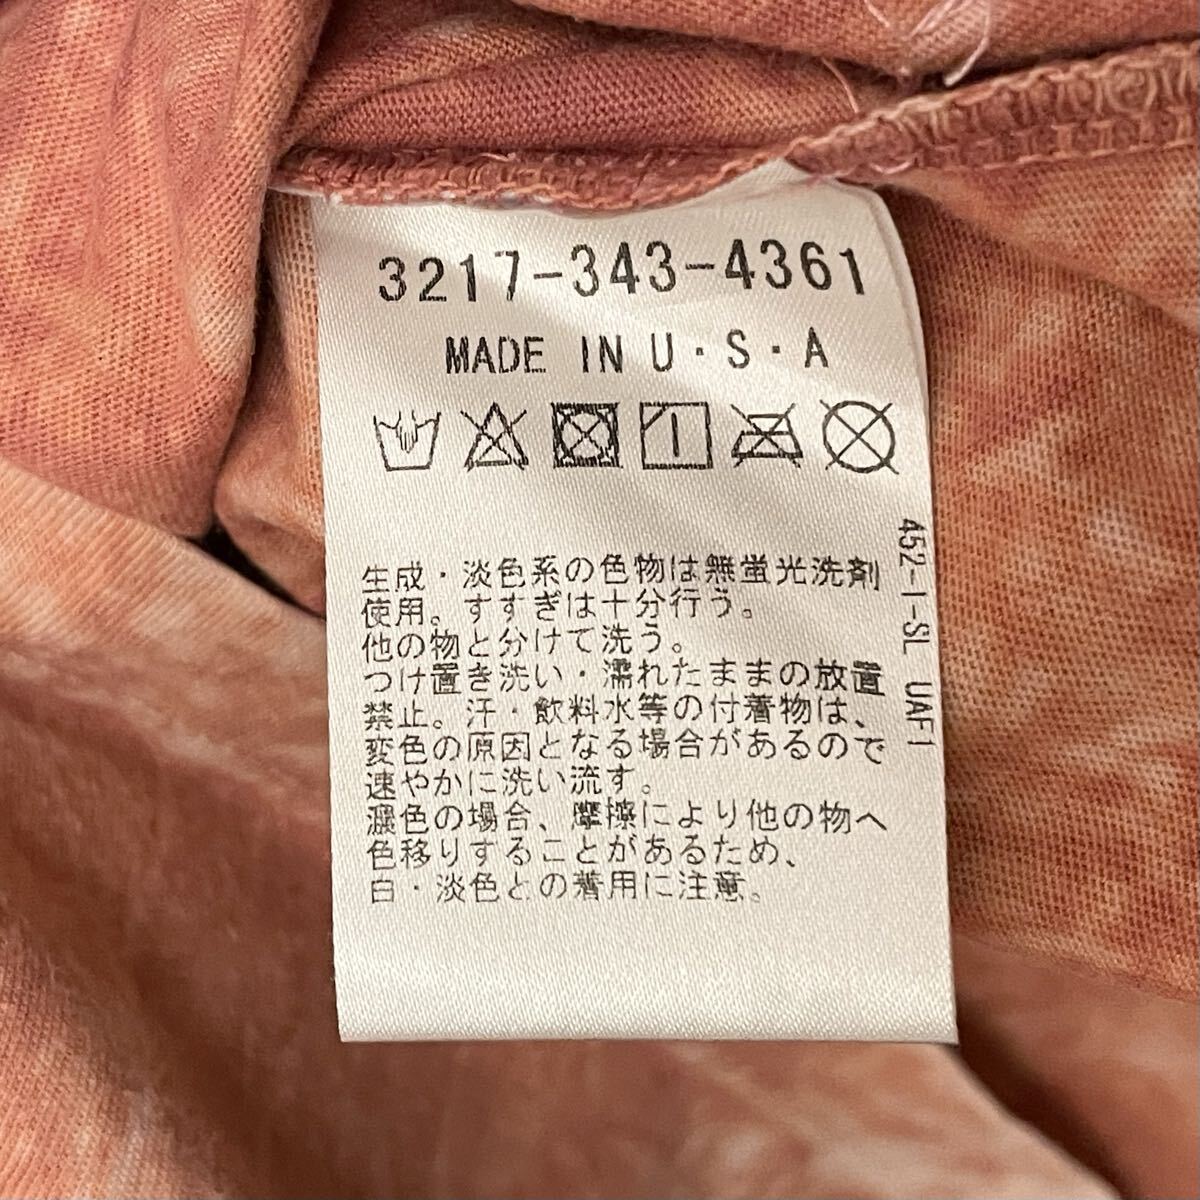 3217-343-4361
MADE IN U・S・A
生成・淡色系の色物は無蛍光洗剤
使用。すすぎは十分行う。
他の物と分けて洗う。
つけ置き洗い・濡れたままの放置
禁止。汗・飲料水等の付着物は、
変色の原因となる場合があるので
速やかに洗い流す。
濃色の場合、摩擦により他の物へ
色移りすることがあるため、
白・淡色との着用に注意。
452-1-SL UAF1